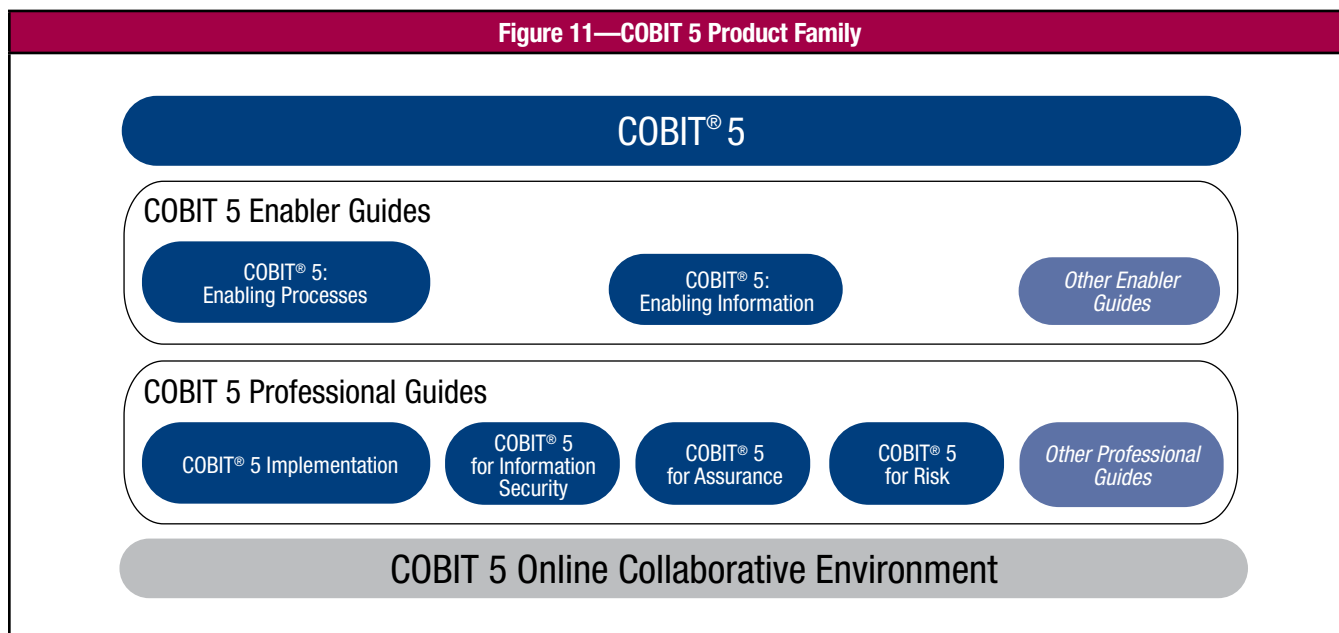 Figure 11—COBIT 5 Product Family
COBIT® 5
COBIT 5 Enabler Guides
COBIT® 5:
Enabling Processes
COBIT® 5:
Enabling Information
Other Enabler
Guides
COBIT 5 Professional Guides
COBIT® 5 Implementation
COBIT® 5
for Information
Security
COBIT® 5
for Assurance
COBIT® 5
for Risk
Other Professional
Guides
COBIT 5 Online Collaborative Environment